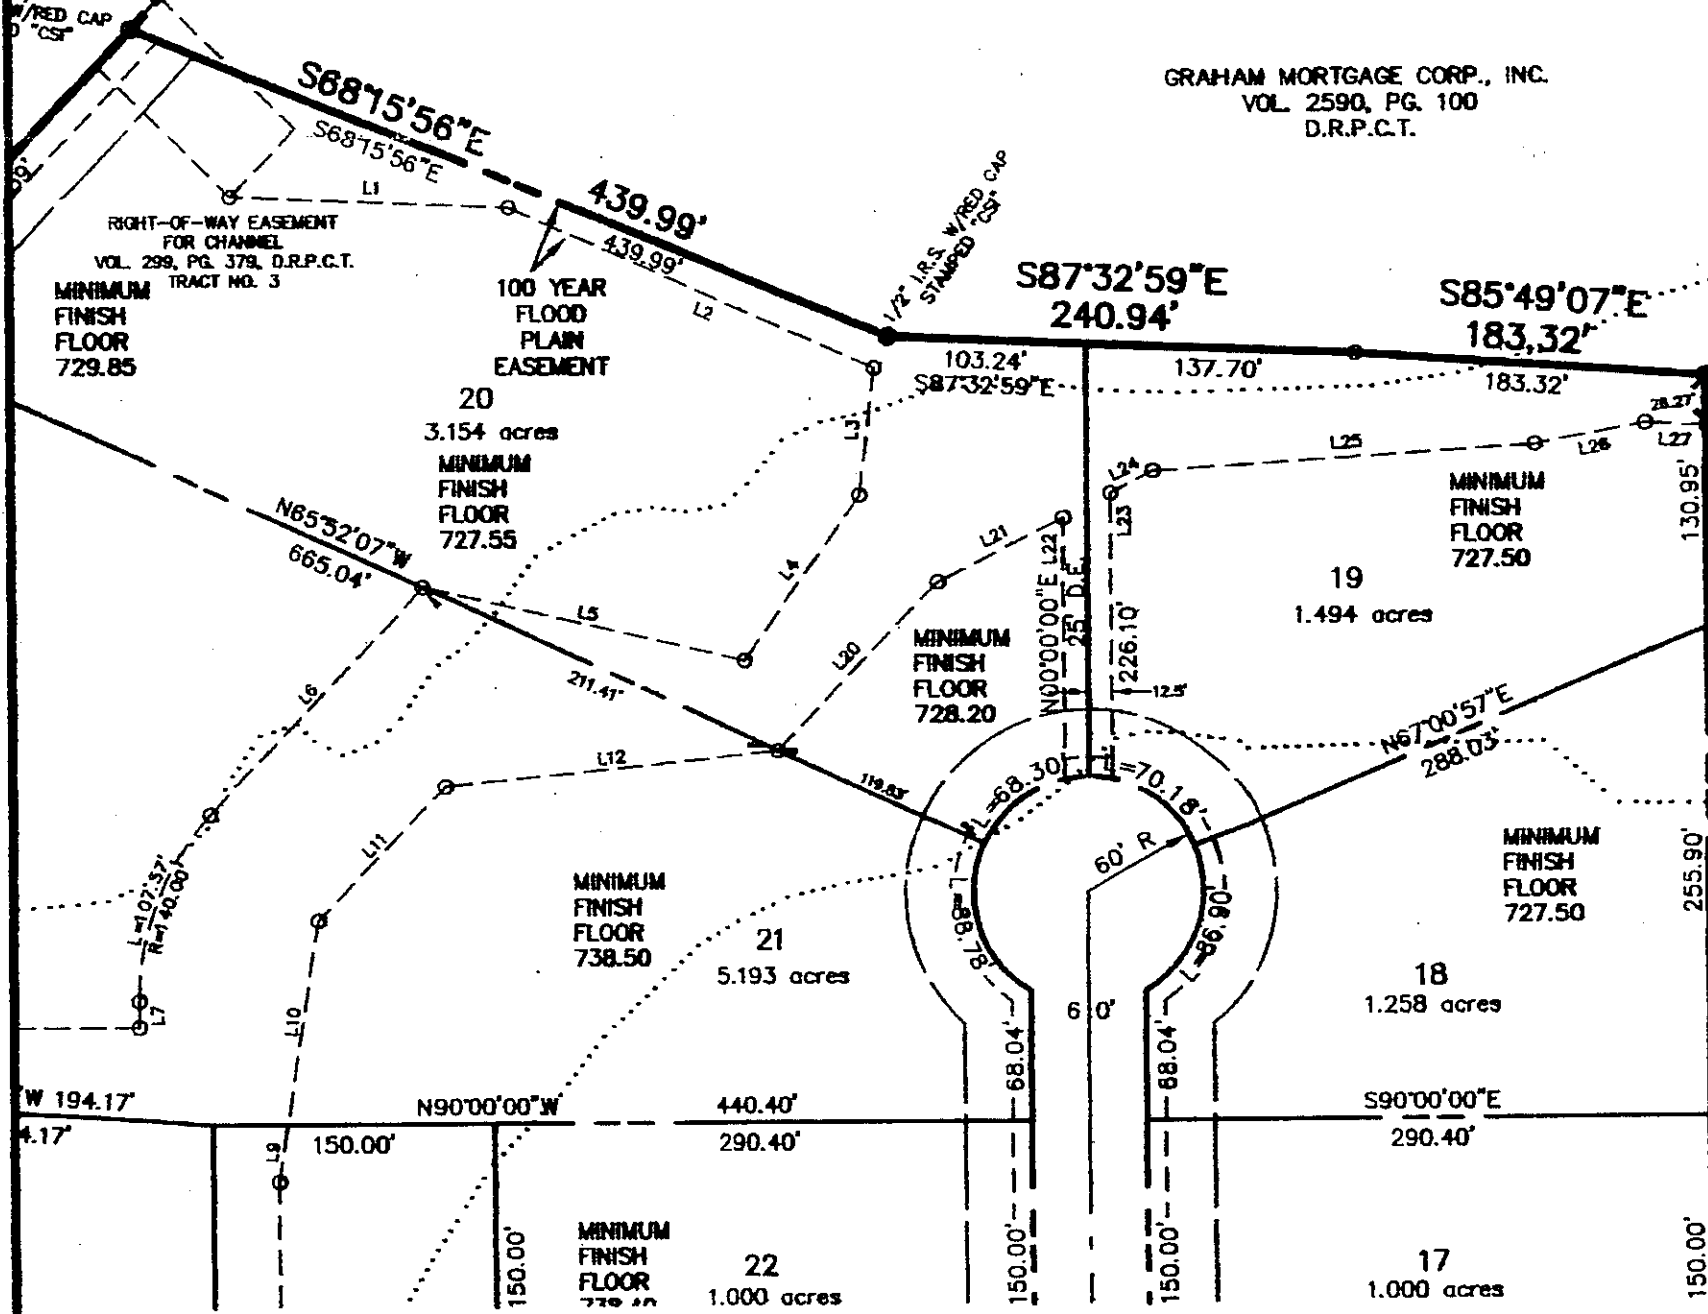 W/RED CAP
D "CSI"
GRAHAM MORTGAGE CORP., INC.
VOL. 2590, PG. 100
D.R.P.C.T.
S68°15'56"E
S68°15'56"E
439.99'
439.99'
L1
RIGHT-OF-WAY EASEMENT
FOR CHANNEL
VOL. 299, PG. 379, D.R.P.C.T.
TRACT NO. 3
MINIMUM
FINISH
FLOOR
729.85
100 YEAR
FLOOD
PLAIN
EASEMENT
L2
1/2" I.R.S. W/RED CAP
STAMPED "CSI"
S87°32'59"E
240.94'
S85°49'07"E
183.32'
103.24'
S87°32'59"E
137.70'
183.32'
28.27'
20
3.154 acres
MINIMUM
FINISH
FLOOR
727.55
L3
L4
L5
L25
L26
L27
L24
L23
130.95'
MINIMUM
FINISH
FLOOR
727.50
N65°52'07"W
665.04'
L21
L22
N00°00'00"E
25' D.E.
226.10'
12.5'
19
1.494 acres
MINIMUM
FINISH
FLOOR
728.20
L20
211.41'
L6
L12
119.83'
N67°00'57"E
288.03'
L=68.30'
L=70.18'
60' R
L=88.78'
L=86.90'
L11
L=107.57'
R=140.00'
MINIMUM
FINISH
FLOOR
738.50
21
5.193 acres
MINIMUM
FINISH
FLOOR
727.50
255.90'
18
1.258 acres
60'
L7
L10
68.04'
68.04'
W 194.17'
4.17'
N90°00'00"W
440.40'
150.00'
290.40'
S90°00'00"E
290.40'
L9
150.00'
MINIMUM
FINISH
FLOOR
22
1.000 acres
150.00'
150.00'
17
1.000 acres
150.00'